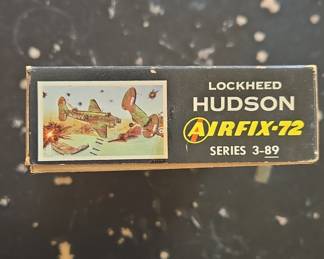 LOCKHEED
HUDSON
AIRFIX-72
SERIES 3-89